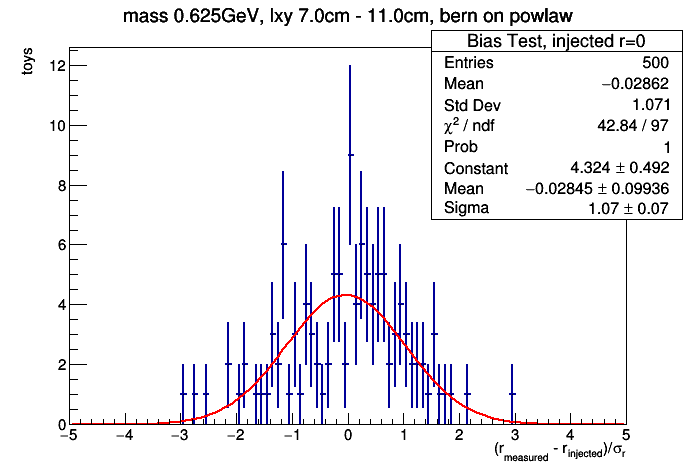 mass 0.625GeV, lxy 7.0cm - 11.0cm, bern on powlaw
Bias Test, injected r=0
Entries 500
Mean −0.02862
Std Dev 1.071
χ² / ndf 42.84 / 97
Prob 1
Constant 4.324 ± 0.492
Mean −0.02845 ± 0.09936
Sigma 1.07 ± 0.07
toys
12
10
8
6
4
2
0
−5 −4 −3 −2 −1 0 1 2 3 4 5
(r_measured - r_injected)/σ_r